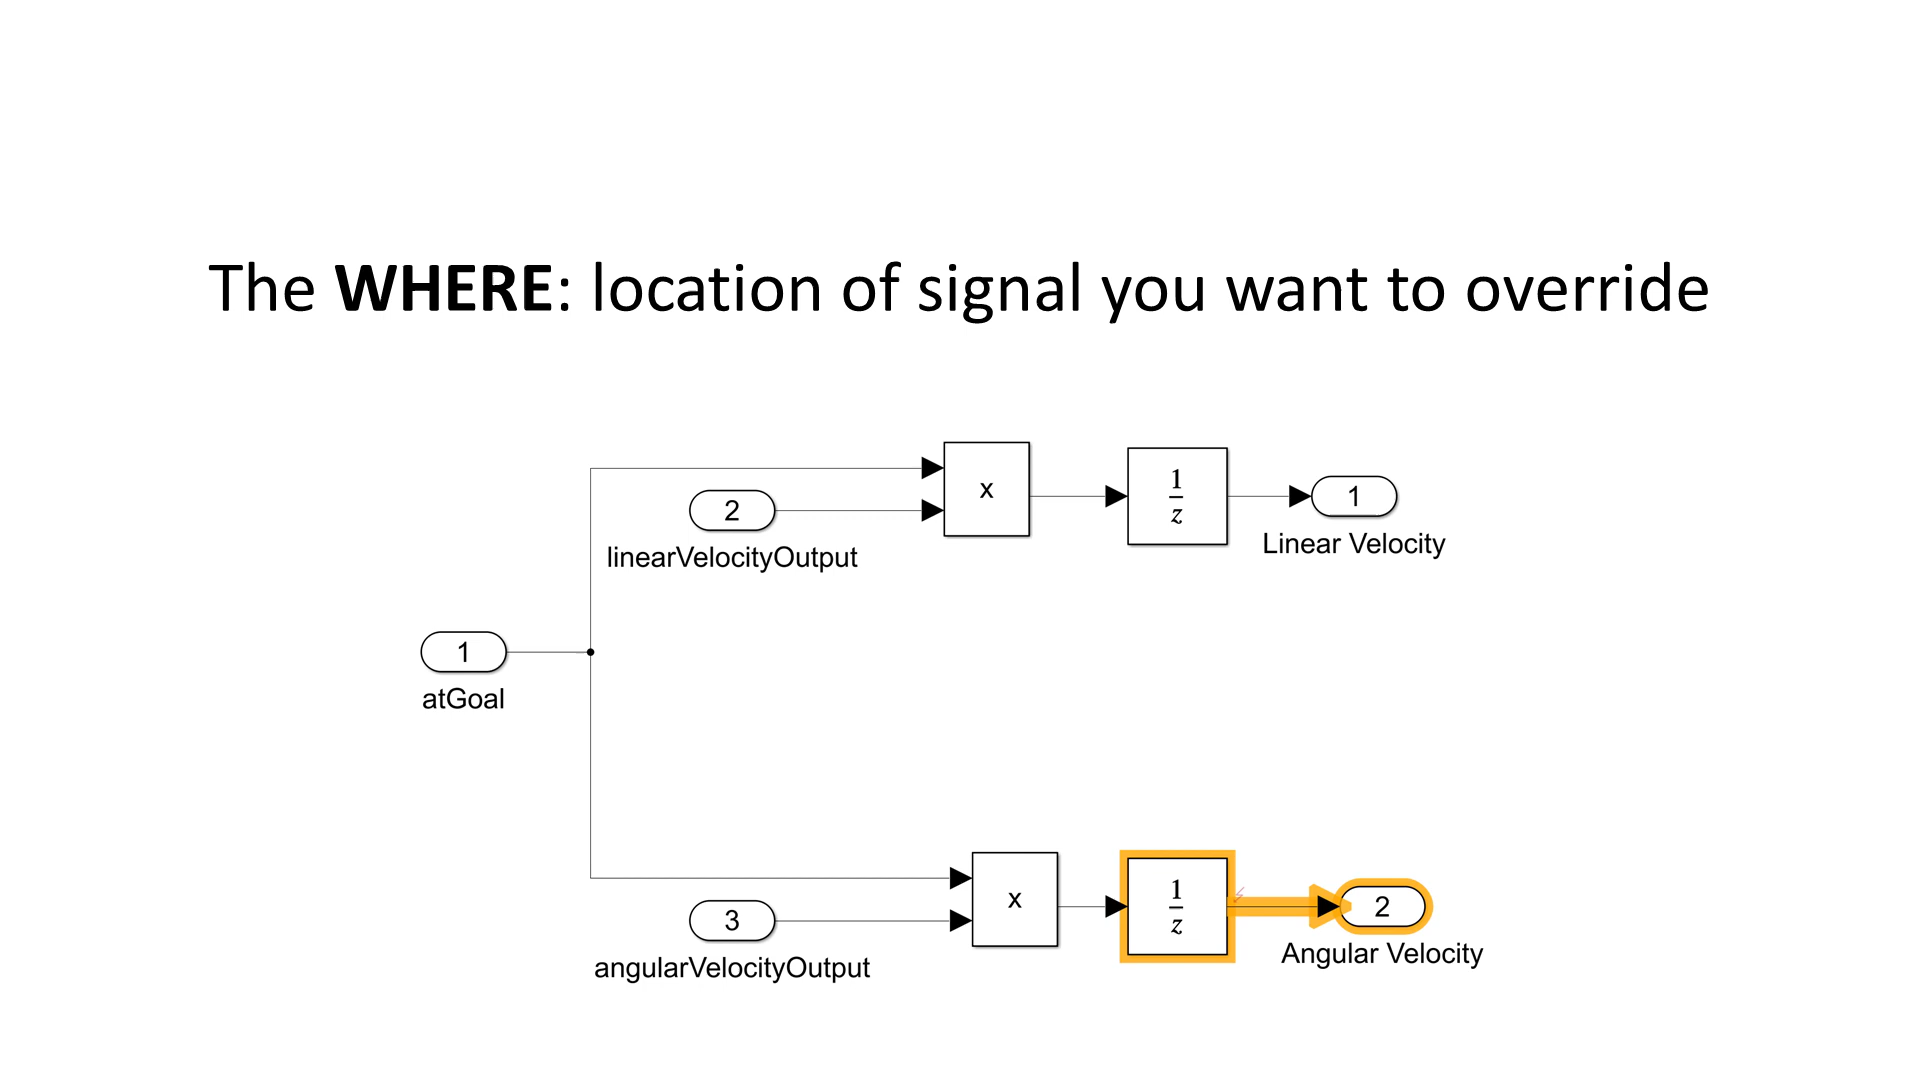 The WHERE: location of signal you want to override
x
1
z
1
Linear Velocity
2
linearVelocityOutput
1
atGoal
x
1
z
2
Angular Velocity
3
angularVelocityOutput